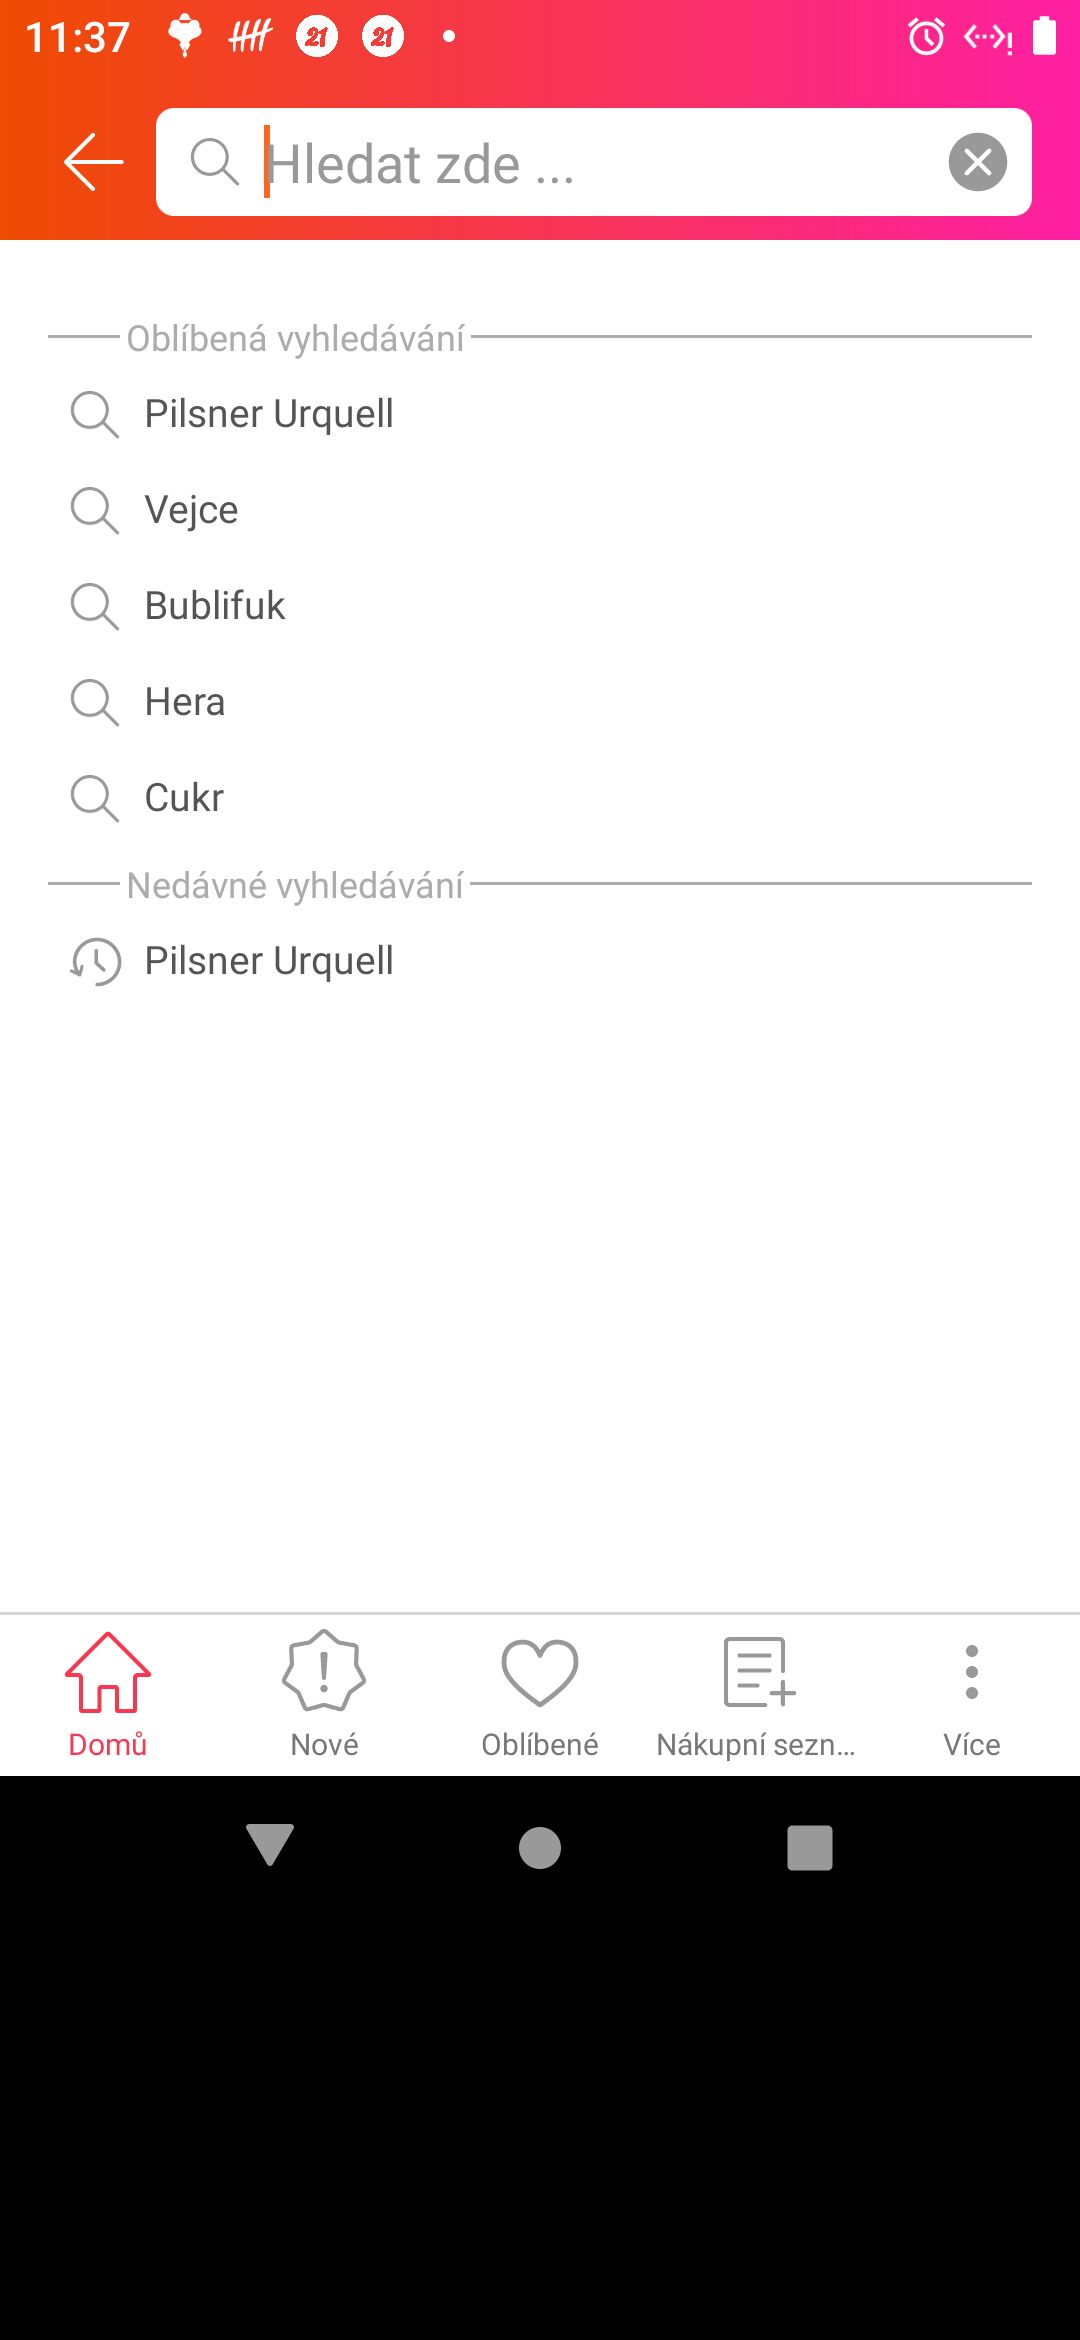 11:37
21 21
Hledat zde ...
Oblíbená vyhledávání
Pilsner Urquell
Vejce
Bublifuk
Hera
Cukr
Nedávné vyhledávání
Pilsner Urquell
Domů
Nové
Oblíbené
Nákupní sezn...
Více